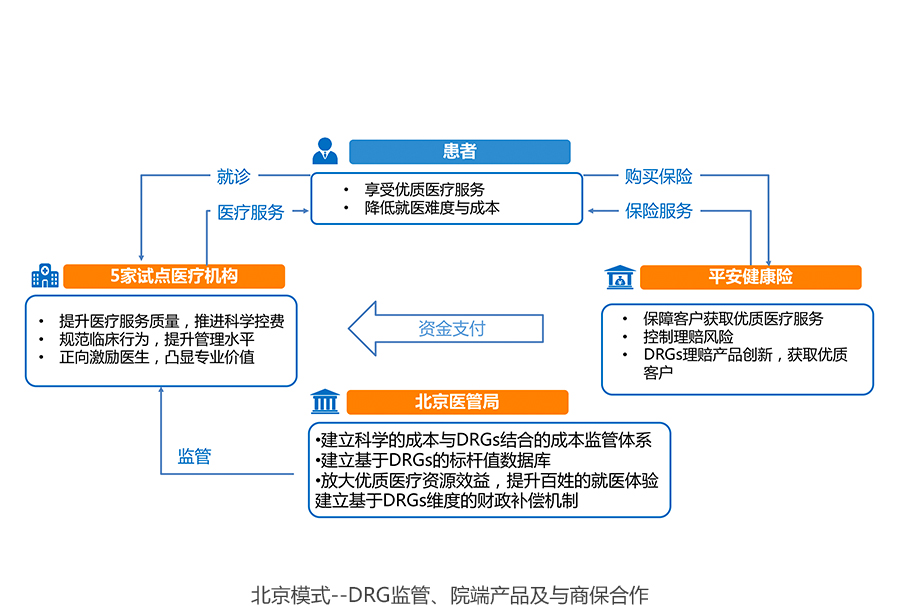 患者
就诊
购买保险
• 享受优质医疗服务
• 降低就医难度与成本
医疗服务
保险服务
5家试点医疗机构
平安健康险
• 提升医疗服务质量，推进科学控费
• 规范临床行为，提升管理水平
• 正向激励医生，凸显专业价值
资金支付
• 保障客户获取优质医疗服务
• 控制理赔风险
• DRGs理赔产品创新，获取优质
客户
北京医管局
•建立科学的成本与DRGs结合的成本监管体系
•建立基于DRGs的标杆值数据库
•放大优质医疗资源效益，提升百姓的就医体验
建立基于DRGs维度的财政补偿机制
监管
北京模式--DRG监管、院端产品及与商保合作